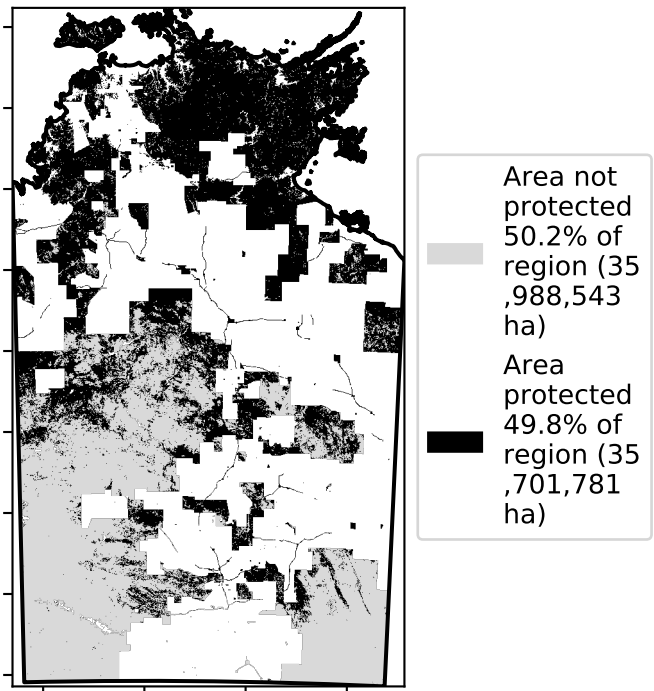 Area not
protected
50.2% of
region (35
,988,543
ha)
Area
protected
49.8% of
region (35
,701,781
ha)